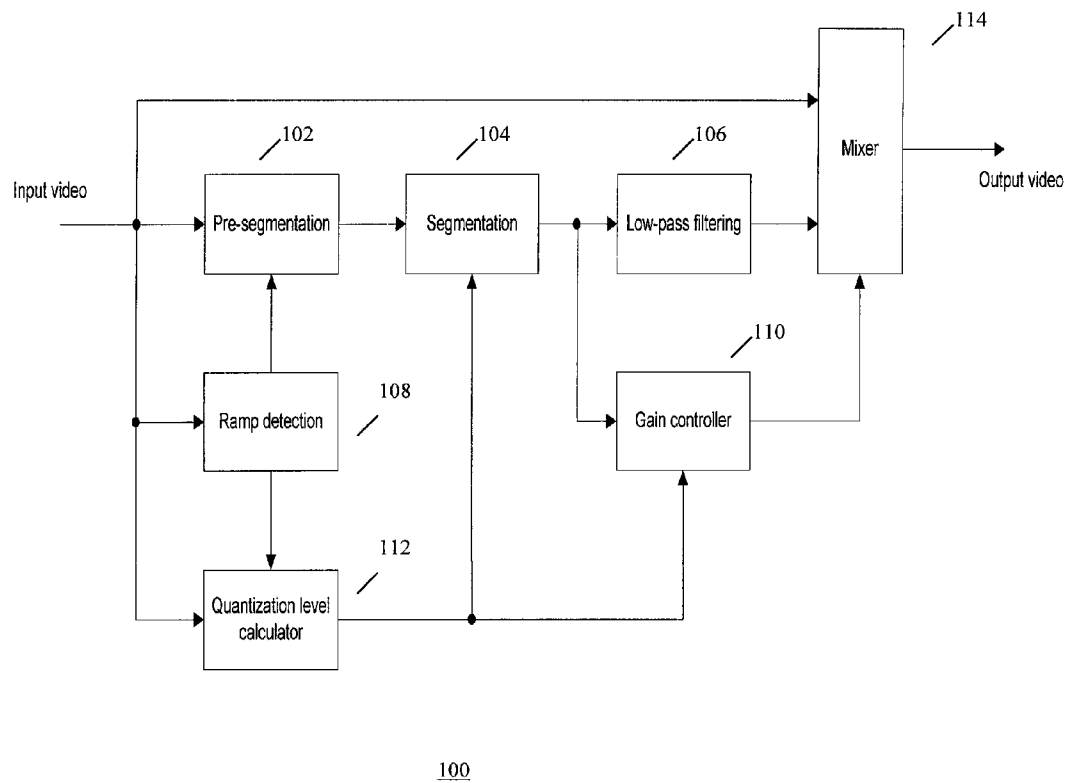 114
102
104
106
Mixer
Input video
Output video
Pre-segmentation
Segmentation
Low-pass filtering
110
108
Ramp detection
Gain controller
112
Quantization level
calculator
100